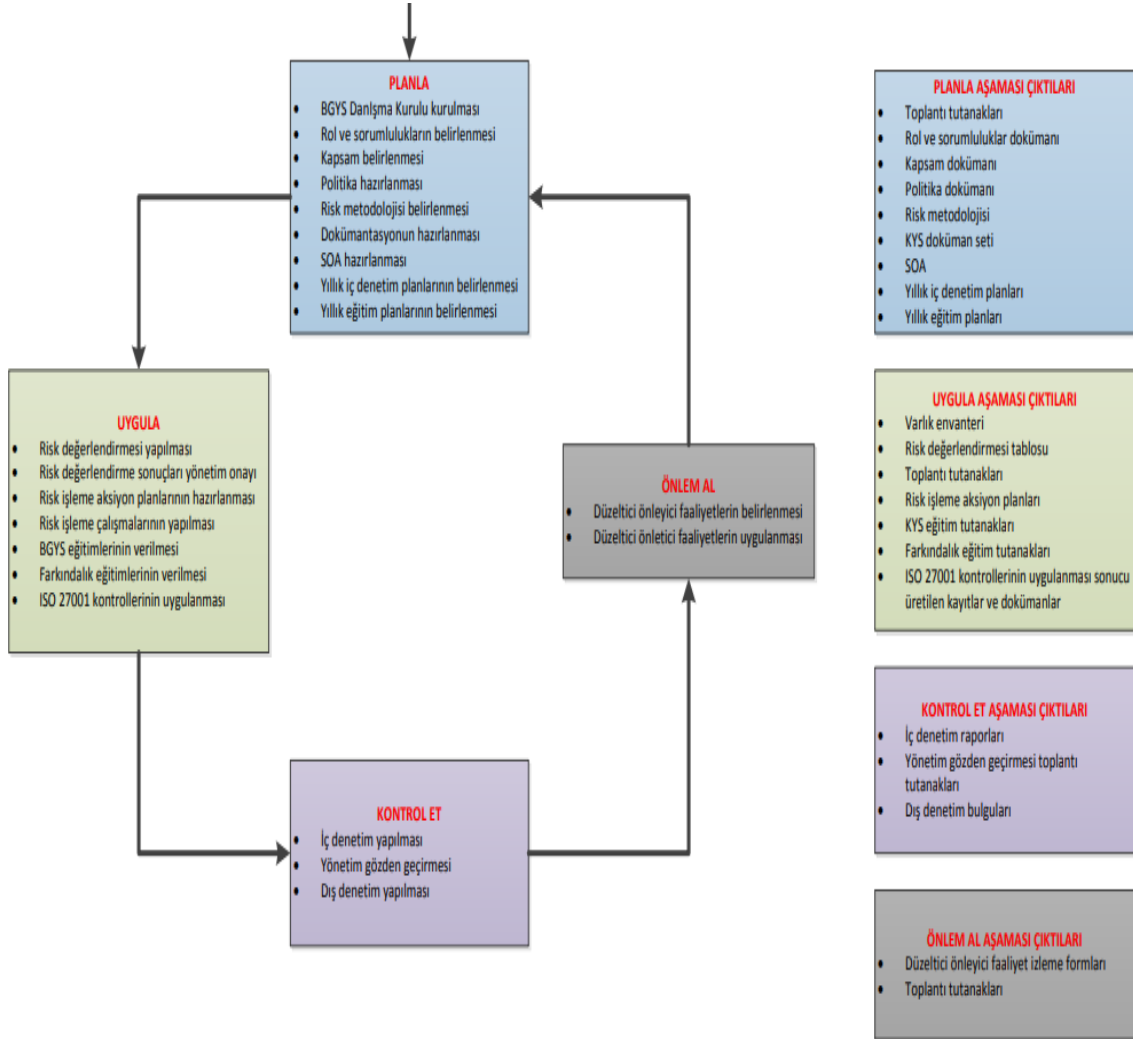 PLANLA
• BGYS Danışma Kurulu kurulması
• Rol ve sorumlulukların belirlenmesi
• Kapsam belirlenmesi
• Politika hazırlanması
• Risk metodolojisi belirlenmesi
• Dokümantasyonun hazırlanması
• SOA hazırlanması
• Yıllık iç denetim planlarının belirlenmesi
• Yıllık eğitim planlarının belirlenmesi
UYGULA
• Risk değerlendirmesi yapılması
• Risk değerlendirme sonuçları yönetim onayı
• Risk işleme aksiyon planlarının hazırlanması
• Risk işleme çalışmalarının yapılması
• BGYS eğitimlerinin verilmesi
• Farkındalık eğitimlerinin verilmesi
• ISO 27001 kontrollerinin uygulanması
KONTROL ET
• İç denetim yapılması
• Yönetim gözden geçirmesi
• Dış denetim yapılması
ÖNLEM AL
• Düzeltici önleyici faaliyetlerin belirlenmesi
• Düzeltici önletici faaliyetlerin uygulanması
PLANLA AŞAMASI ÇIKTILARI
• Toplantı tutanakları
• Rol ve sorumluluklar dokümanı
• Kapsam dokümanı
• Politika dokümanı
• Risk metodolojisi
• KYS doküman seti
• SOA
• Yıllık iç denetim planları
• Yıllık eğitim planları
UYGULA AŞAMASI ÇIKTILARI
• Varlık envanteri
• Risk değerlendirmesi tablosu
• Toplantı tutanakları
• Risk işleme aksiyon planları
• KYS eğitim tutanakları
• Farkındalık eğitim tutanakları
• ISO 27001 kontrollerinin uygulanması sonucu
üretilen kayıtlar ve dokümanlar
KONTROL ET AŞAMASI ÇIKTILARI
• İç denetim raporları
• Yönetim gözden geçirmesi toplantı
tutanakları
• Dış denetim bulguları
ÖNLEM AL AŞAMASI ÇIKTILARI
• Düzeltici önleyici faaliyet izleme formları
• Toplantı tutanakları